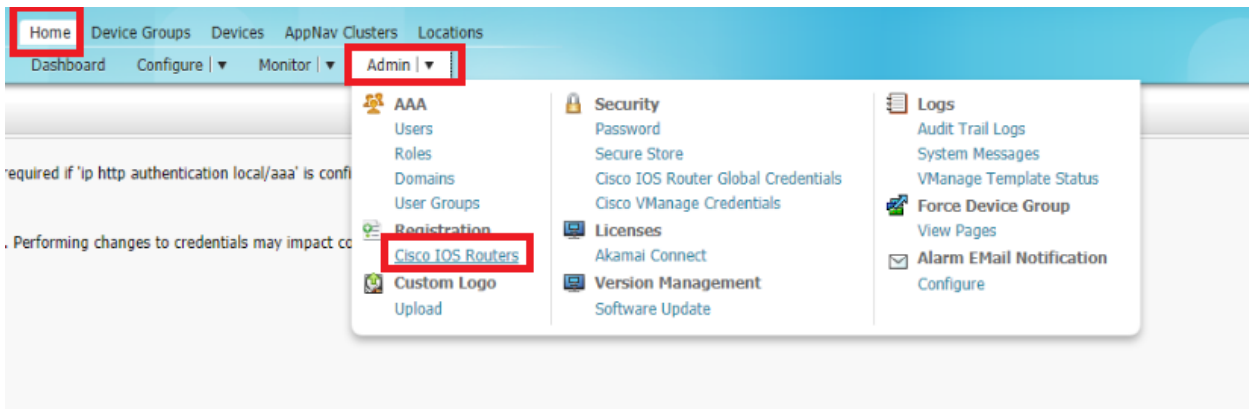 Home Device Groups Devices AppNav Clusters Locations
Dashboard Configure | ▼ Monitor | ▼ Admin | ▼
required if 'ip http authentication local/aaa' is confi
. Performing changes to credentials may impact co
AAA
Users
Roles
Domains
User Groups
Registration
Cisco IOS Routers
Custom Logo
Upload
Security
Password
Secure Store
Cisco IOS Router Global Credentials
Cisco VManage Credentials
Licenses
Akamai Connect
Version Management
Software Update
Logs
Audit Trail Logs
System Messages
VManage Template Status
Force Device Group
View Pages
Alarm EMail Notification
Configure